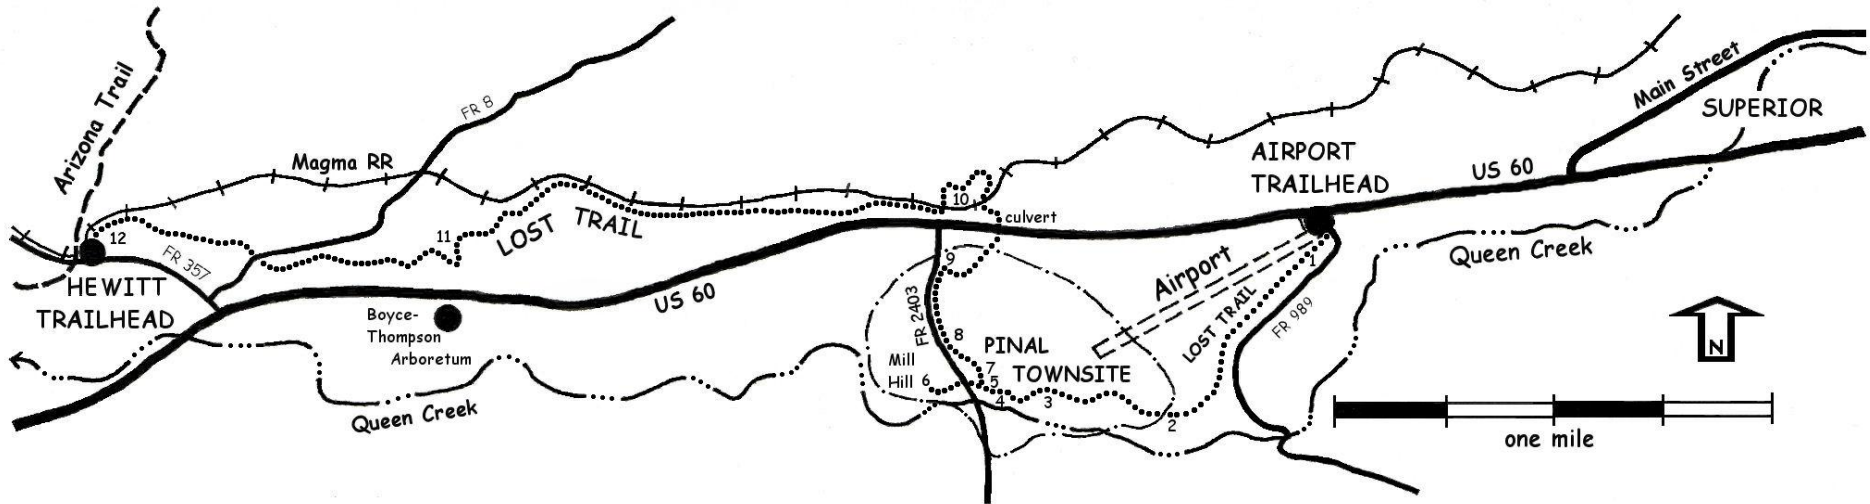 Arizona Trail
FR 8
Magma RR
12
FR 357
11
LOST TRAIL
HEWITT
TRAILHEAD
Boyce-
Thompson
Arboretum
US 60
Queen Creek
10
culvert
9
FR 2403
8
Mill
Hill
6
7
5
4
3
2
1
PINAL
TOWNSITE
Airport
LOST TRAIL
FR 989
AIRPORT
TRAILHEAD
US 60
Main Street
SUPERIOR
Queen Creek
N
one mile